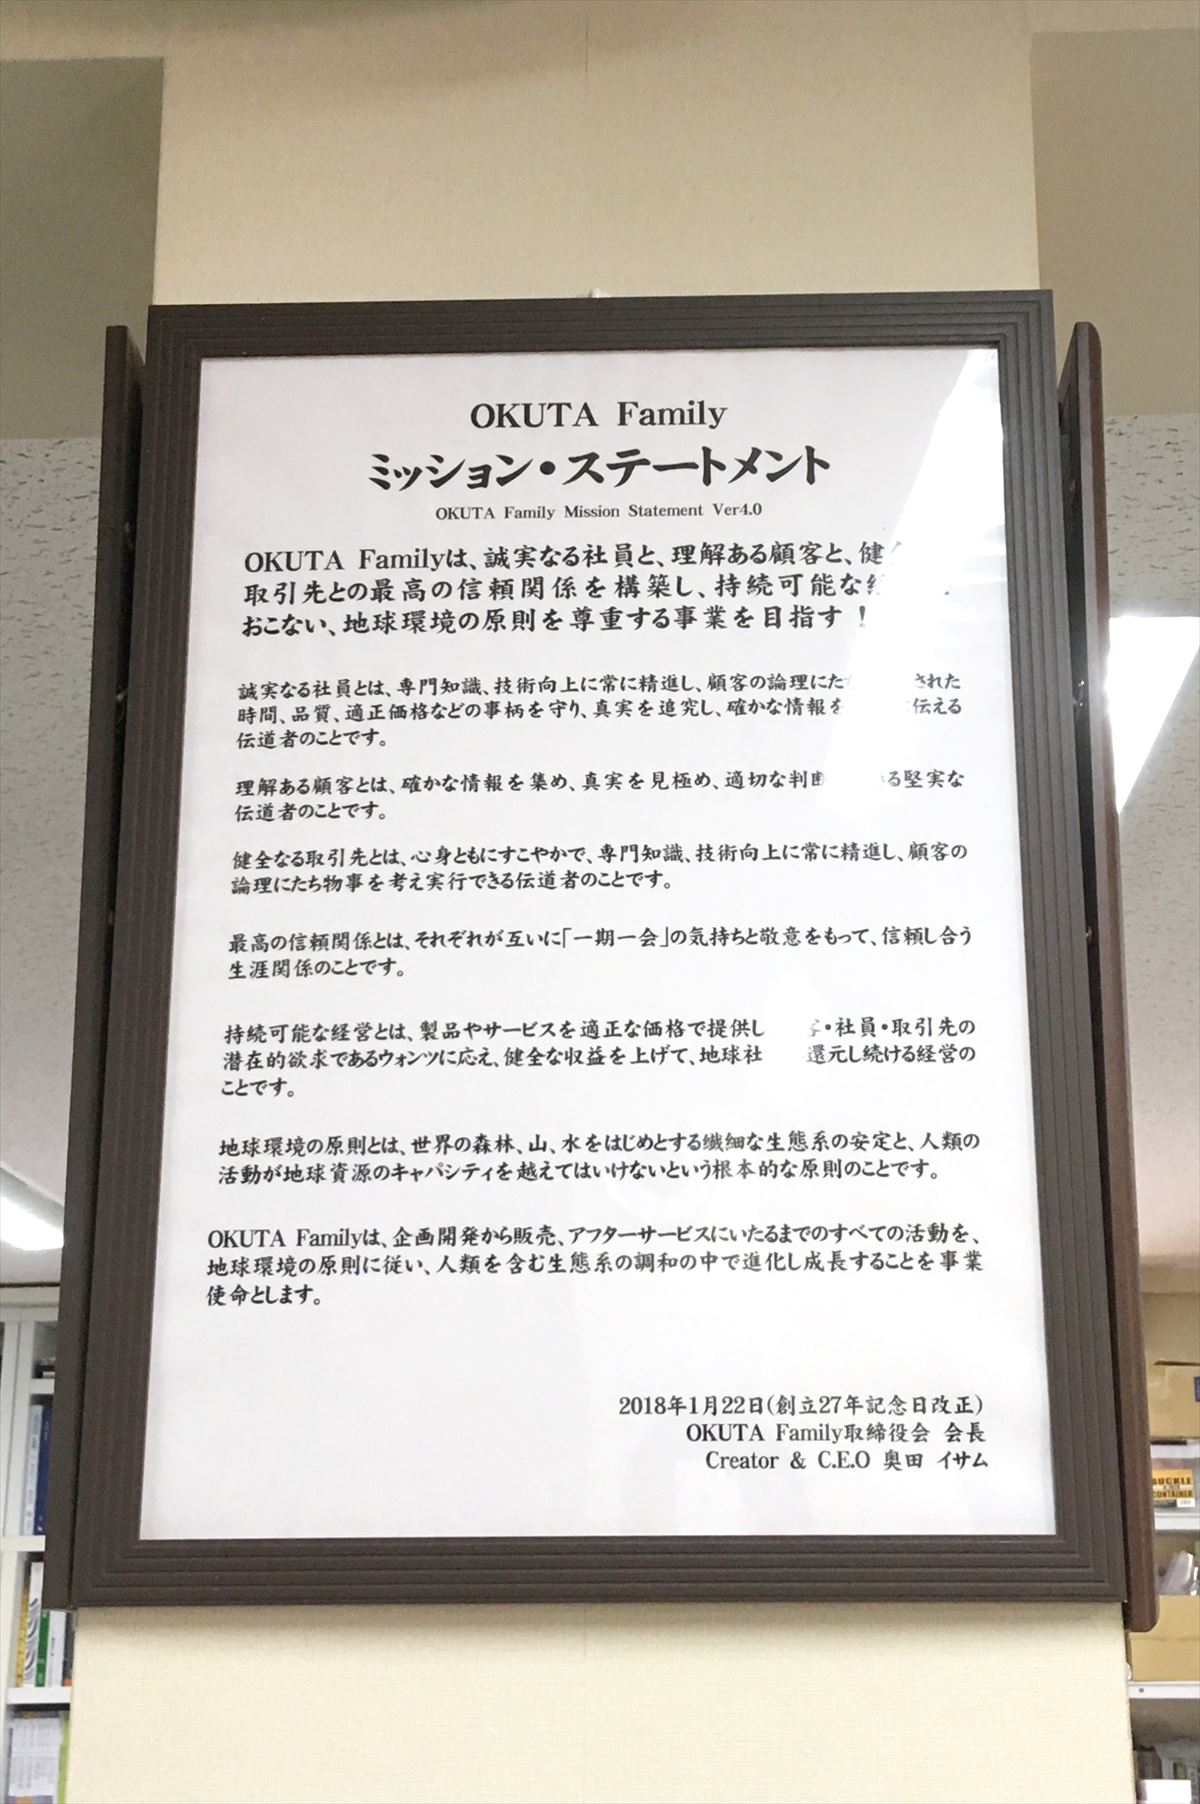 OKUTA Family
ミッション・ステートメント
OKUTA Family Mission Statement Ver4.0
OKUTA Familyは、誠実なる社員と、理解ある顧客と、健
取引先との最高の信頼関係を構築し、持続可能な
おこない、地球環境の原則を尊重する事業を目指す！
誠実なる社員とは、専門知識、技術向上に常に精進し、顧客の論理にた された
時間、品質、適正価格などの事柄を守り、真実を追究し、確かな情報を 伝える
伝道者のことです。
理解ある顧客とは、確かな情報を集め、真実を見極め、適切な判断 る堅実な
伝道者のことです。
健全なる取引先とは、心身ともにすこやかで、専門知識、技術向上に常に精進し、顧客の
論理にたち物事を考え実行できる伝道者のことです。
最高の信頼関係とは、それぞれが互いに「一期一会」の気持ちと敬意をもって、信頼し合う
生涯関係のことです。
持続可能な経営とは、製品やサービスを適正な価格で提供し ・社員・取引先の
潜在的欲求であるウォンツに応え、健全な収益を上げて、地球社 還元し続ける経営の
ことです。
地球環境の原則とは、世界の森林、山、水をはじめとする繊細な生態系の安定と、人類の
活動が地球資源のキャパシティを越えてはいけないという根本的な原則のことです。
OKUTA Familyは、企画開発から販売、アフターサービスにいたるまでのすべての活動を、
地球環境の原則に従い、人類を含む生態系の調和の中で進化し成長することを事業
使命とします。
2018年1月22日(創立27年記念日改正)
OKUTA Family取締役会 会長
Creator & C.E.O 奥田 イサム